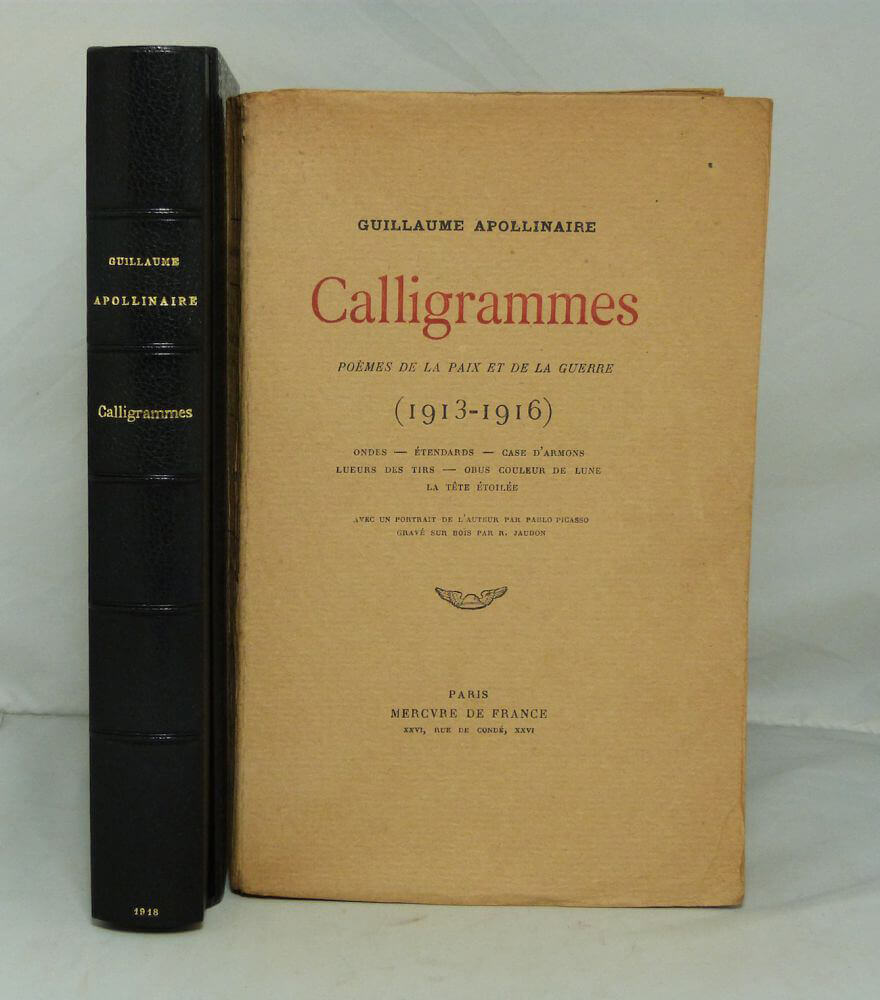 GUILLAUME
APOLLINAIRE
Calligrammes
1918
GUILLAUME APOLLINAIRE
Calligrammes
POÈMES DE LA PAIX ET DE LA GUERRE
(1913-1916)
ONDES — ÉTENDARDS — CASE D'ARMONS
LUEURS DES TIRS — OBUS COULEUR DE LUNE
LA TÊTE ÉTOILÉE
AVEC UN PORTRAIT DE L'AUTEUR PAR PABLO PICASSO
GRAVÉ SUR BOIS PAR R. JAUDON
PARIS
MERCVRE DE FRANCE
XXVI, RUE DE CONDÉ, XXVI